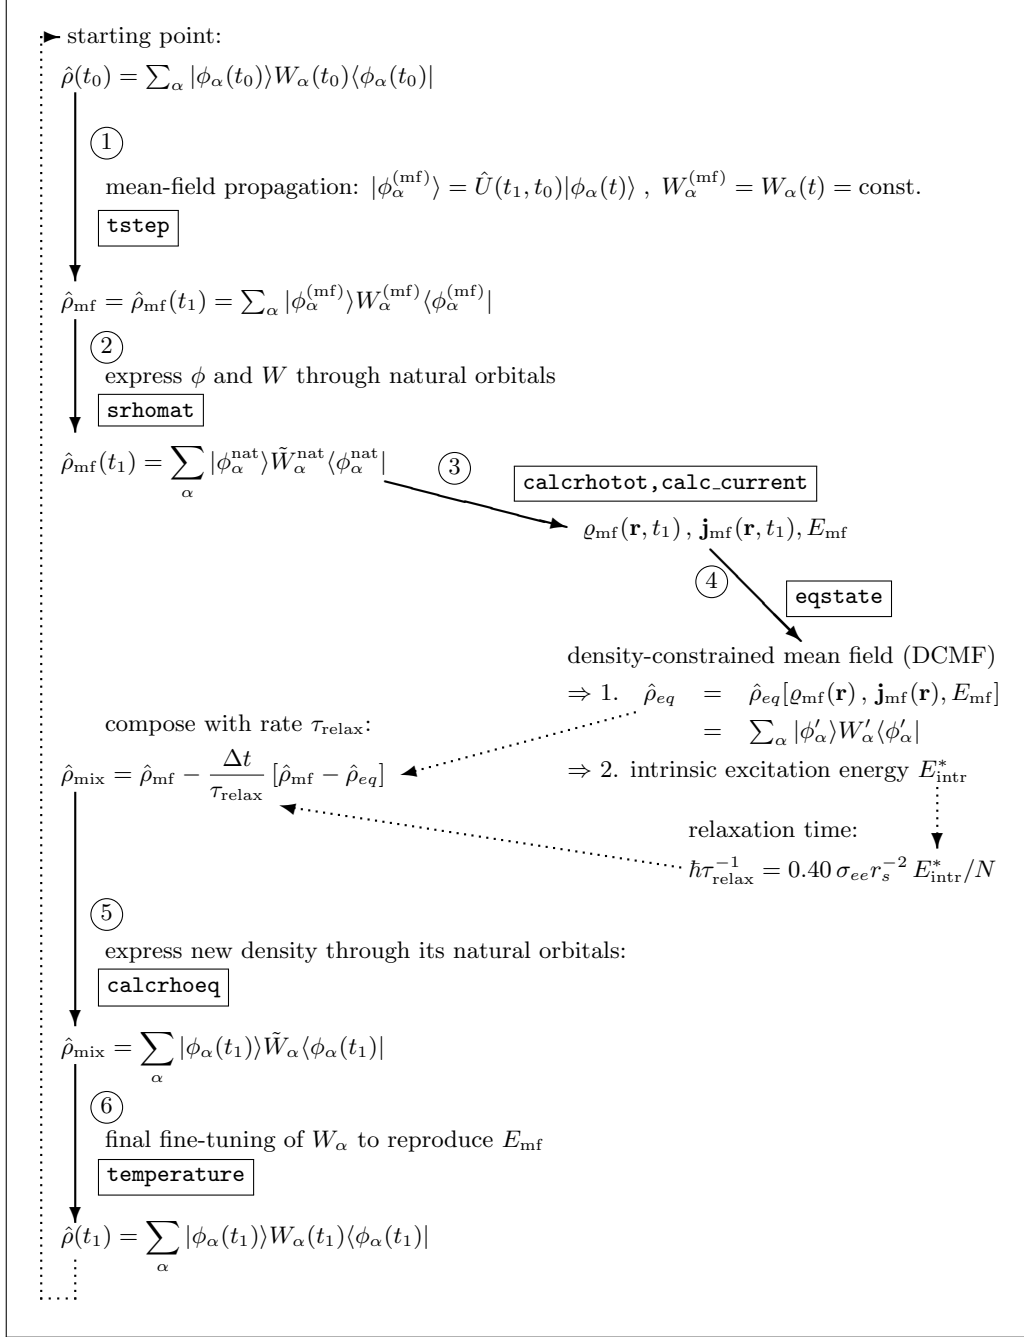 starting point:
ρ̂(t₀) = ∑_α |ϕ_α(t₀)⟩W_α(t₀)⟨ϕ_α(t₀)|
1
mean-field propagation: |ϕ_α^(mf)⟩ = Û(t₁, t₀)|ϕ_α(t)⟩ , W_α^(mf) = W_α(t) = const.
tstep
ρ̂_mf = ρ̂_mf(t₁) = ∑_α |ϕ_α^(mf)⟩W_α^(mf)⟨ϕ_α^(mf)|
2
express ϕ and W through natural orbitals
srhomat
ρ̂_mf(t₁) = ∑_α |ϕ_α^nat⟩W̃_α^nat⟨ϕ_α^nat|
3
calcrhotot,calc_current
ϱ_mf(r, t₁) , j_mf(r, t₁), E_mf
4
eqstate
density-constrained mean field (DCMF)
⇒ 1. ρ̂_eq = ρ̂_eq[ϱ_mf(r) , j_mf(r), E_mf]
= ∑_α |ϕ′_α⟩W′_α⟨ϕ′_α|
⇒ 2. intrinsic excitation energy E*_intr
relaxation time:
ħτ_relax^−1 = 0.40 σ_ee r_s^−2 E*_intr/N
compose with rate τ_relax:
ρ̂_mix = ρ̂_mf − Δt/τ_relax [ρ̂_mf − ρ̂_eq]
5
express new density through its natural orbitals:
calcrhoeq
ρ̂_mix = ∑_α |ϕ_α(t₁)⟩W̃_α⟨ϕ_α(t₁)|
6
final fine-tuning of W_α to reproduce E_mf
temperature
ρ̂(t₁) = ∑_α |ϕ_α(t₁)⟩W_α(t₁)⟨ϕ_α(t₁)|